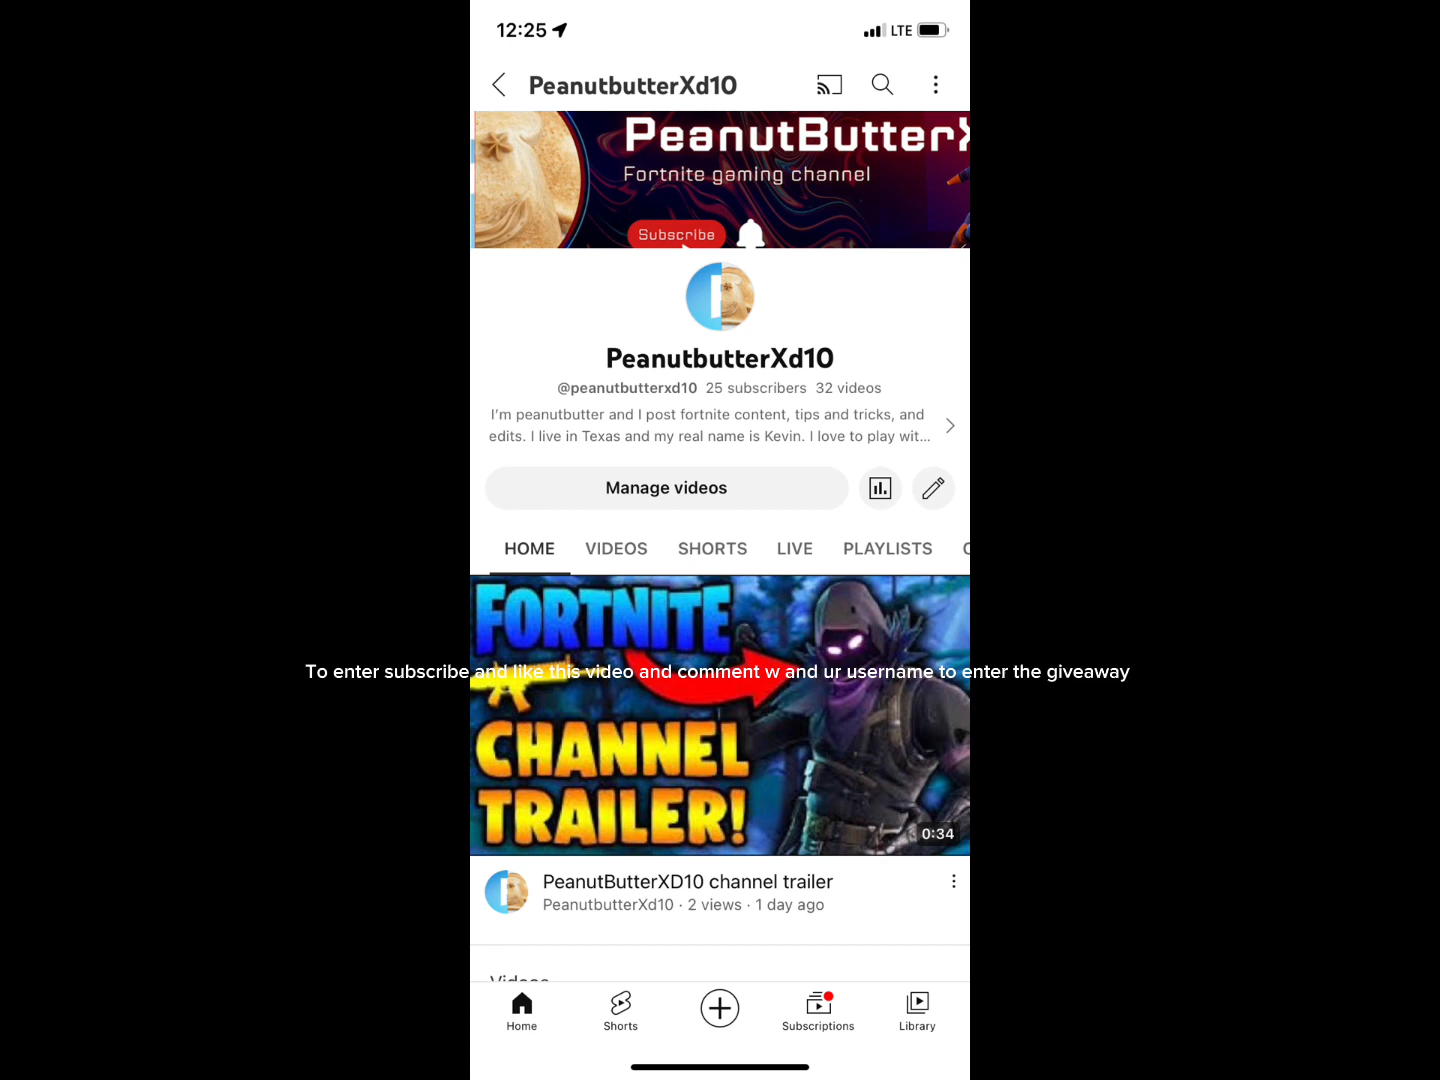 12:25
LTE
PeanutbutterXd10
PeanutButterX
Fortnite gaming channel
Subscribe
PeanutbutterXd10
@peanutbutterxd10 25 subscribers 32 videos
I'm peanutbutter and I post fortnite content, tips and tricks, and
edits. I live in Texas and my real name is Kevin. I love to play wit...
Manage videos
HOME VIDEOS SHORTS LIVE PLAYLISTS
FORTNITE
To enter subscribe and like this video and comment w and ur username to enter the giveaway
CHANNEL
TRAILER!
0:34
PeanutButterXD10 channel trailer
PeanutbutterXd10 · 2 views · 1 day ago
Videos
Home Shorts Subscriptions Library